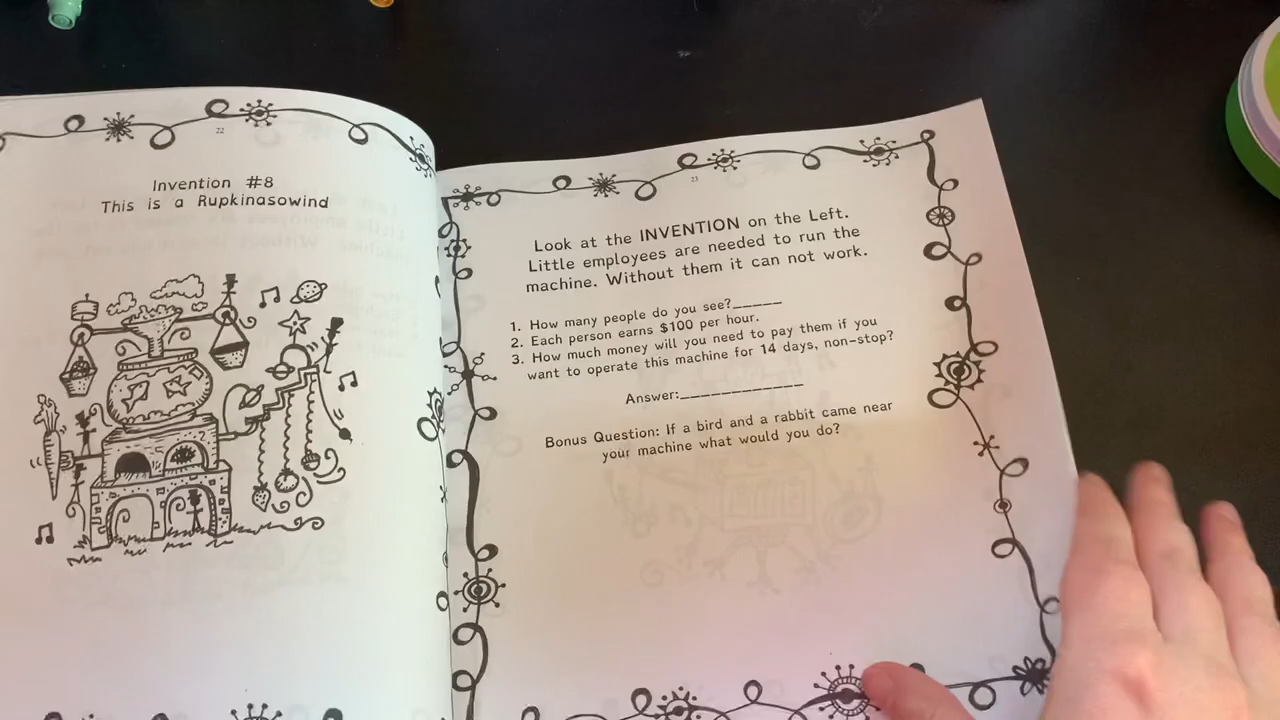 22
Invention #8
This is a Rupkinasowind
23
Look at the INVENTION on the Left.
Little employees are needed to run the
machine. Without them it can not work.
1. How many people do you see?_____
2. Each person earns $100 per hour.
3. How much money will you need to pay them if you
want to operate this machine for 14 days, non-stop?
Answer:______________
Bonus Question: If a bird and a rabbit came near
your machine what would you do?